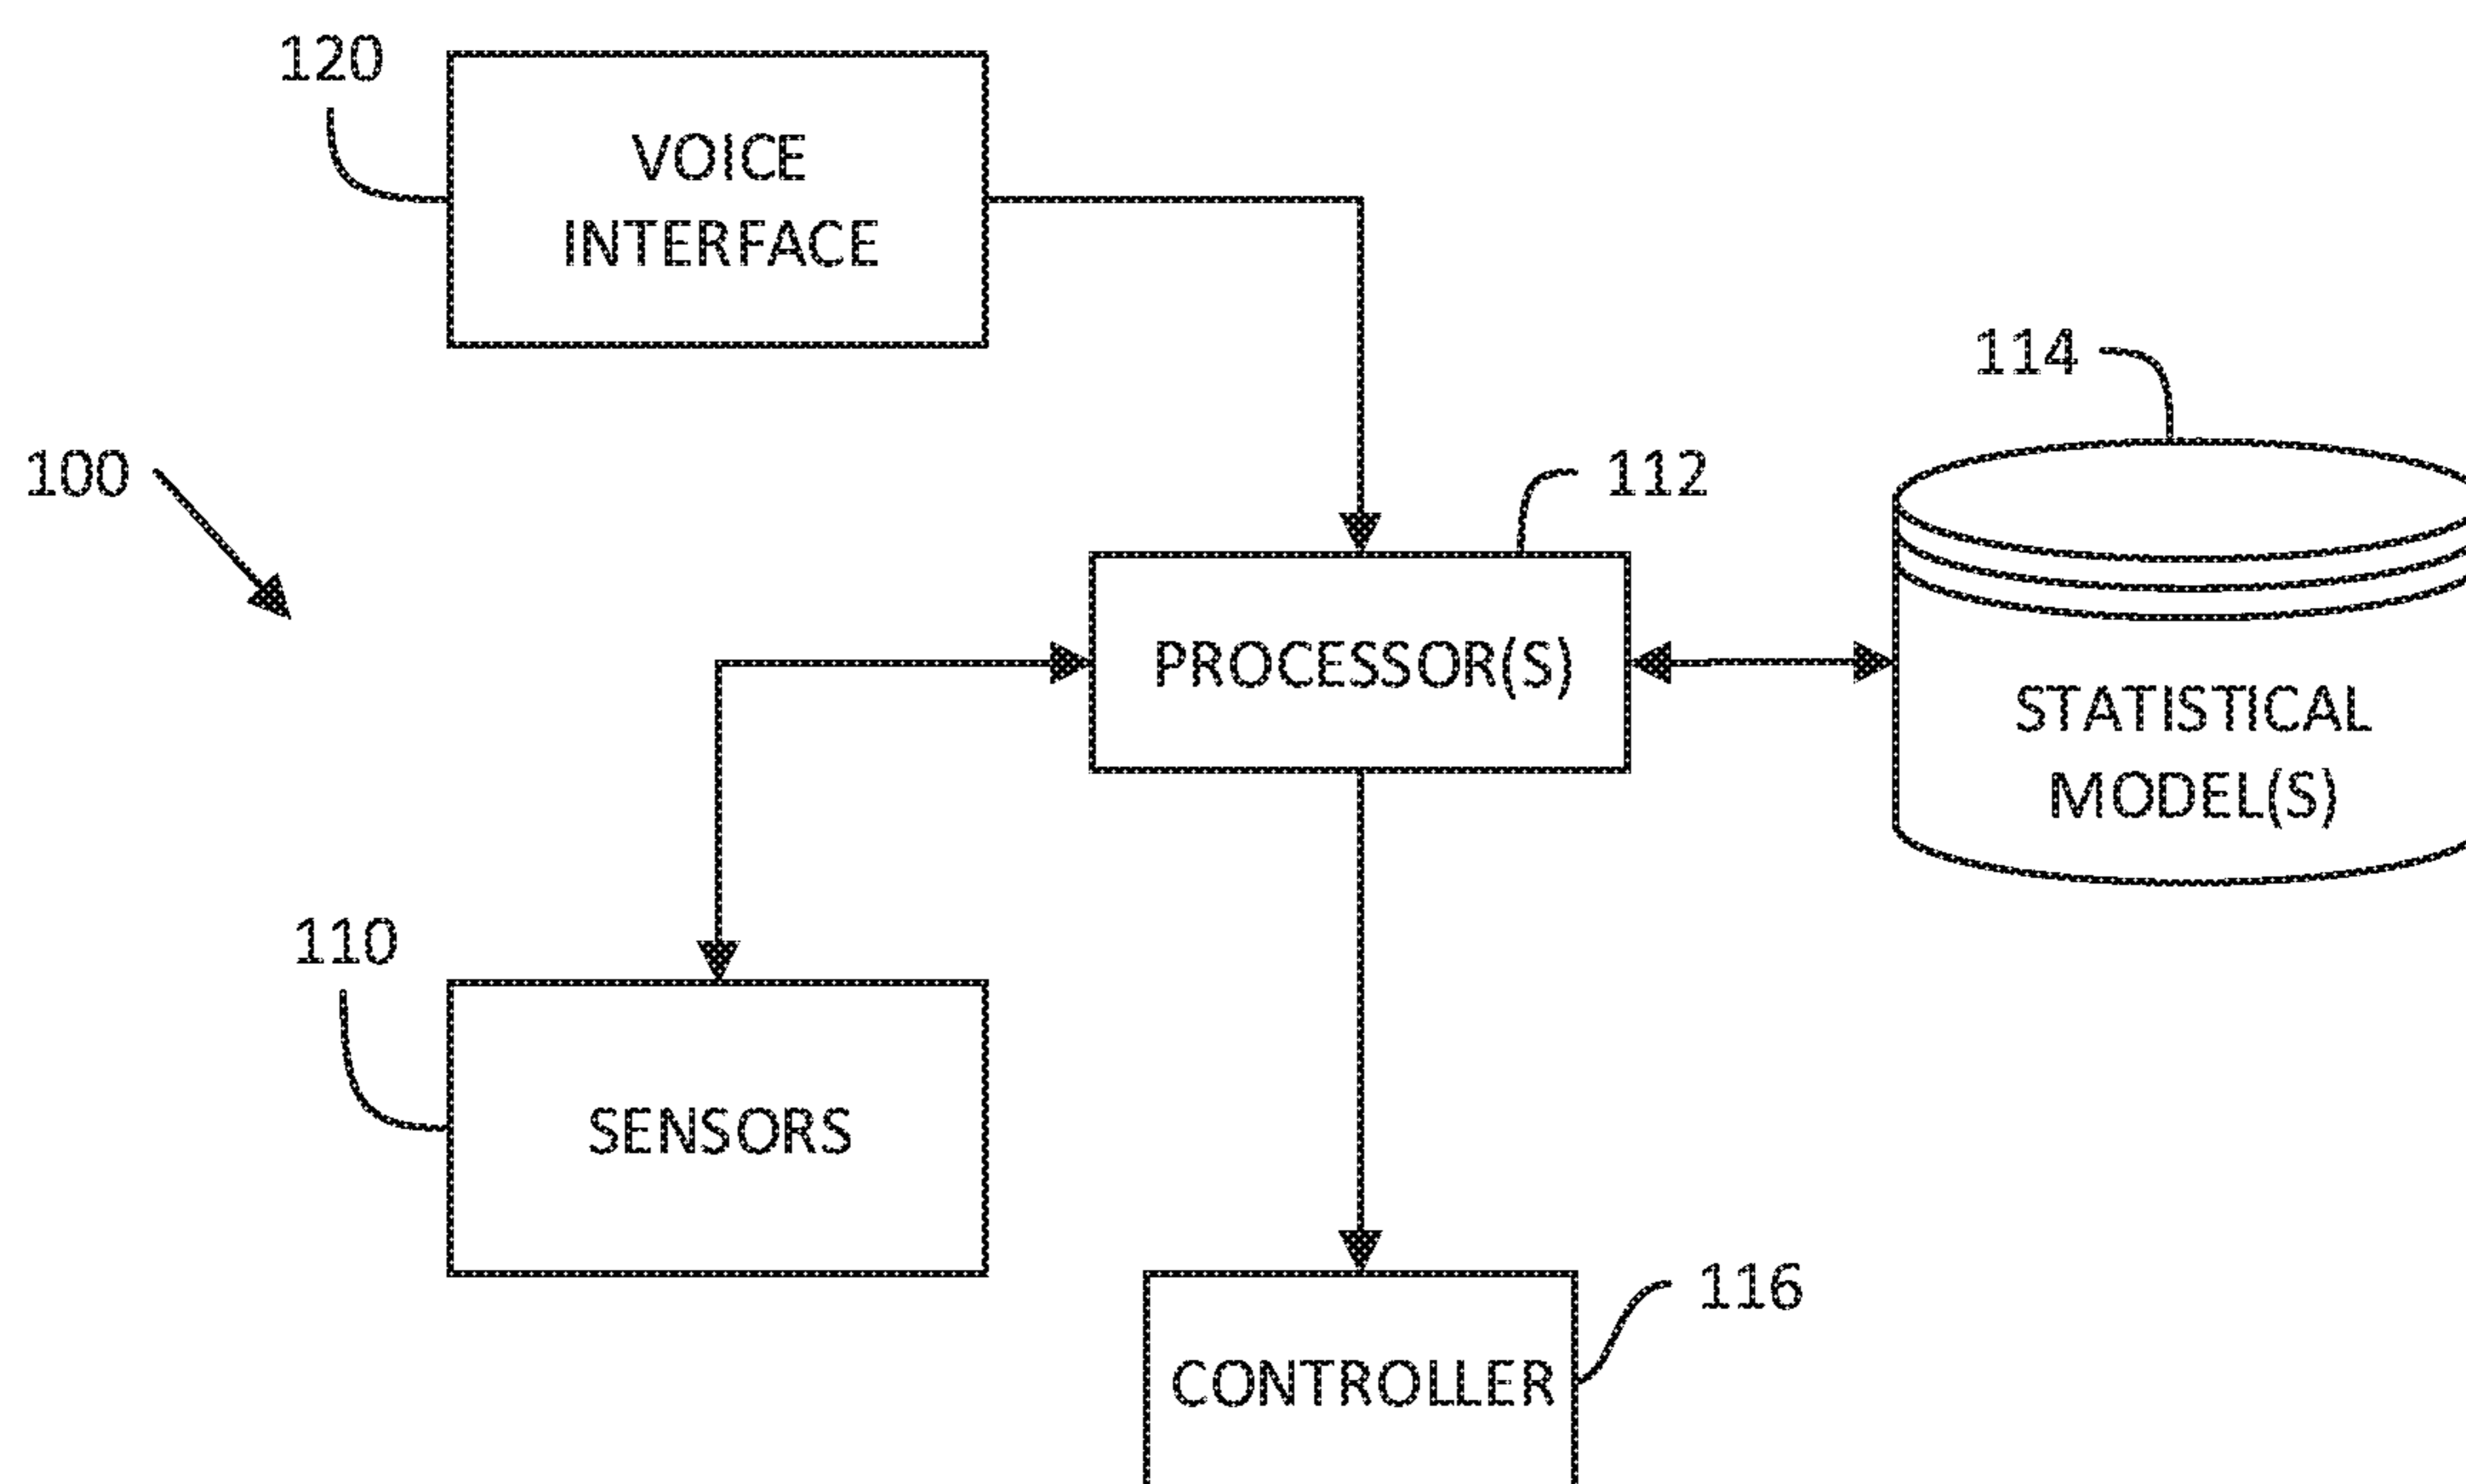 120
VOICE
INTERFACE
114
100
112
PROCESSOR(S)
STATISTICAL
MODEL(S)
110
SENSORS
116
CONTROLLER